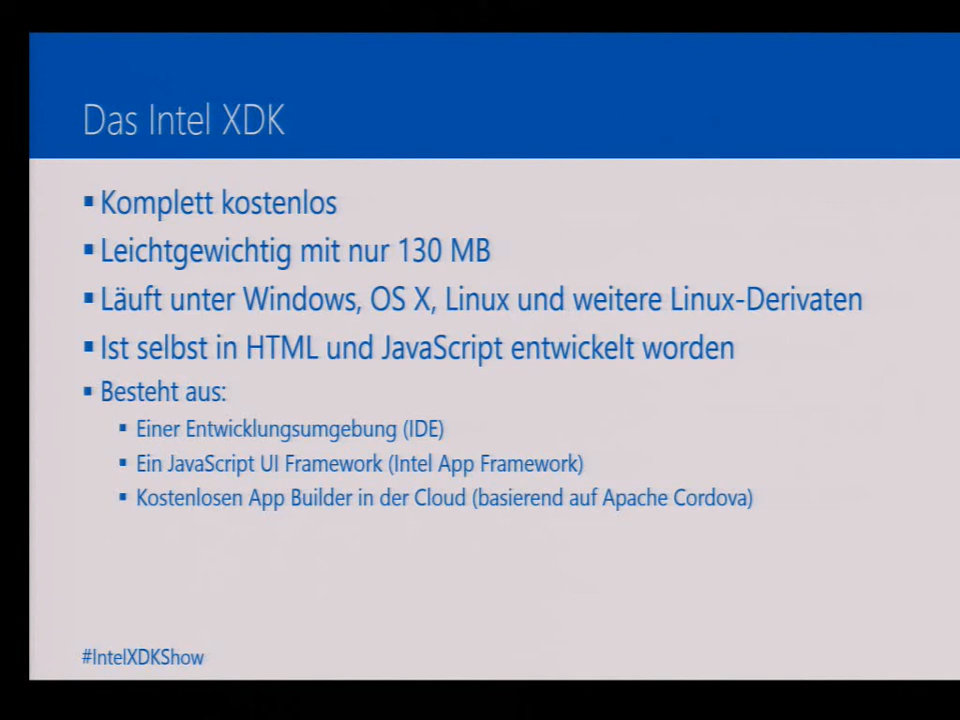 Das Intel XDK
▪ Komplett kostenlos
▪ Leichtgewichtig mit nur 130 MB
▪ Läuft unter Windows, OS X, Linux und weitere Linux-Derivaten
▪ Ist selbst in HTML und JavaScript entwickelt worden
▪ Besteht aus:
▪ Einer Entwicklungsumgebung (IDE)
▪ Ein JavaScript UI Framework (Intel App Framework)
▪ Kostenlosen App Builder in der Cloud (basierend auf Apache Cordova)
#IntelXDKShow